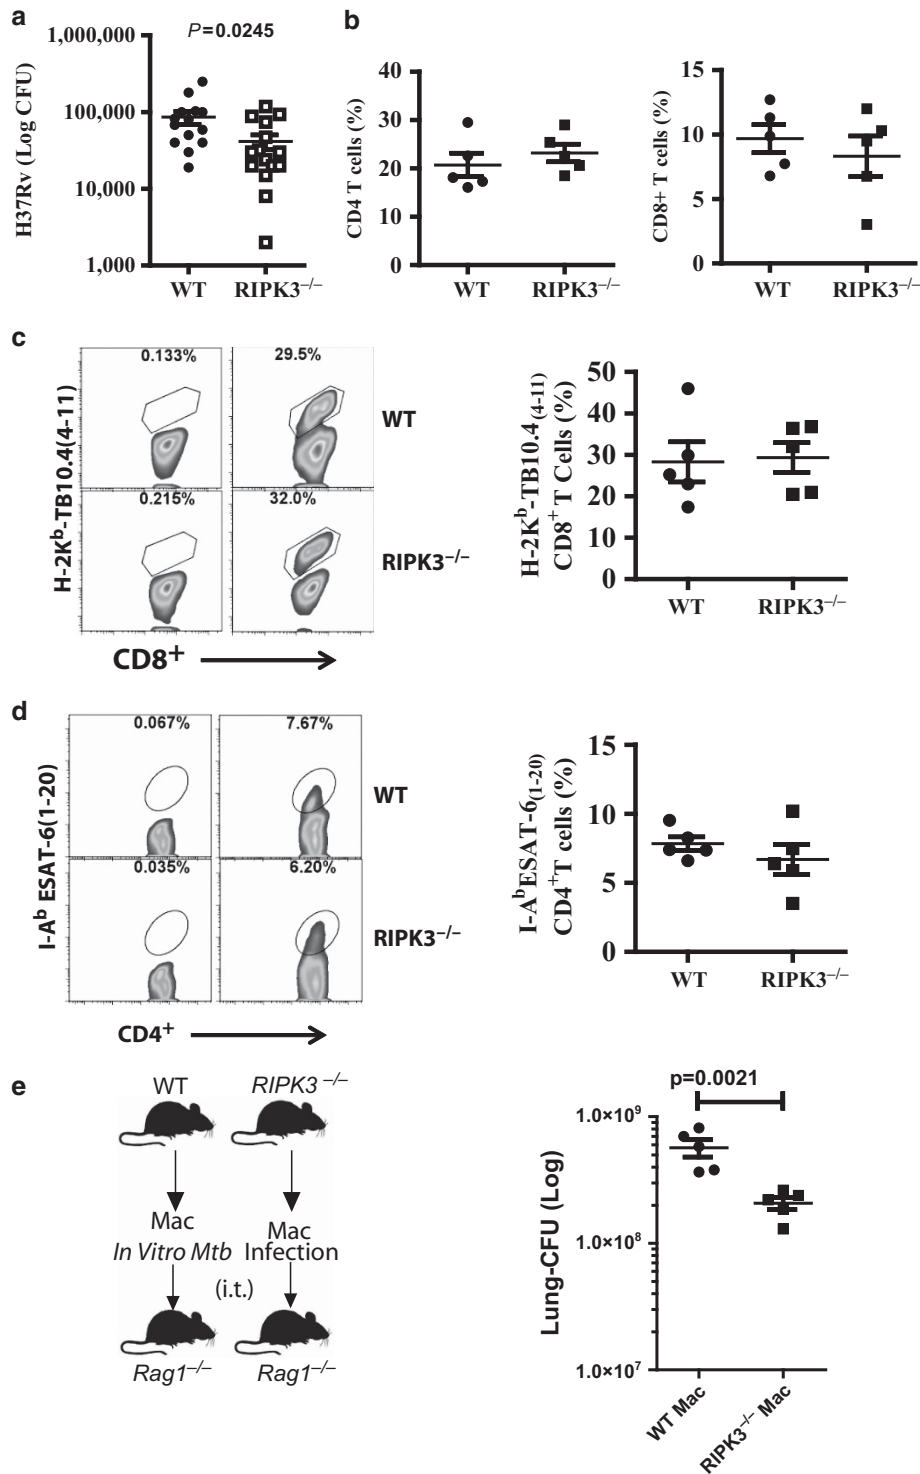 a
P=0.0245
H37Rv (Log CFU)
1,000,000
100,000
10,000
1,000
WT
RIPK3–/–
b
CD4 T cells (%)
40
30
20
10
0
WT
RIPK3–/–
CD8+ T cells (%)
15
10
5
0
WT
RIPK3–/–
c
H-2Kb-TB10.4(4-11)
0.133%
29.5%
WT
0.215%
32.0%
RIPK3–/–
CD8+
H-2Kb-TB10.4(4-11)
CD8+T Cells (%)
50
40
30
20
10
0
WT
RIPK3–/–
d
I-Ab ESAT-6(1-20)
0.067%
7.67%
WT
0.035%
6.20%
RIPK3–/–
CD4+
I-AbESAT-6(1-20)
CD4+T cells (%)
15
10
5
0
WT
RIPK3–/–
e
WT
RIPK3 –/–
Mac
Mac
In Vitro Mtb
Infection
(i.t.)
Rag1–/–
Rag1–/–
p=0.0021
Lung-CFU (Log)
1.0×10⁹
1.0×10⁸
1.0×10⁷
WT Mac
RIPK3–/– Mac